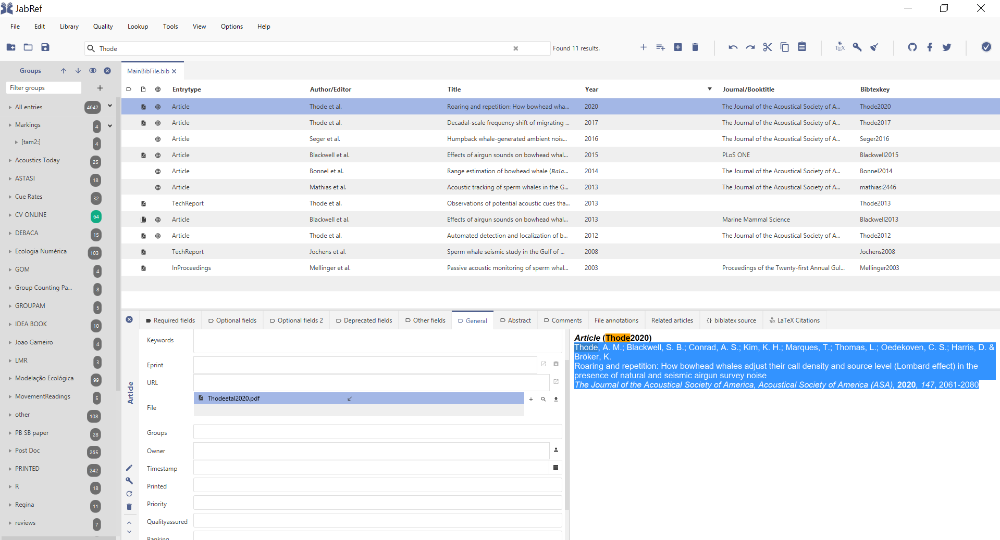 JabRef
File Edit Library Quality Lookup Tools View Options Help
Thode Found 11 results.
Groups
Filter groups
All entries 4642
Markings 4
[tam2:] 4
Acoustics Today 25
ASTASI 18
Cue Rates 32
CV ONLINE 64
DEBACA 15
Ecologia Numérica 103
GOM 4
Group Counting Pa... 8
GROUPAM 5
IDEA BOOK 10
Joao Gameiro 4
LMR 3
Modelação Ecológica 99
MovementReadings 5
other 108
PB SB paper 28
Post Doc 265
PRINTED 242
R 18
Regina 11
reviews 7
MainBibFile.bib
Entrytype Author/Editor Title Year Journal/Booktitle Bibtexkey
Article Thode et al. Roaring and repetition: How bowhead wha... 2020 The Journal of the Acoustical Society of A... Thode2020
Article Thode et al. Decadal-scale frequency shift of migrating ... 2017 The Journal of the Acoustical Society of A... Thode2017
Article Seger et al. Humpback whale-generated ambient nois... 2016 The Journal of the Acoustical Society of A... Seger2016
Article Blackwell et al. Effects of airgun sounds on bowhead whal... 2015 PLoS ONE Blackwell2015
Article Bonnel et al. Range estimation of bowhead whale (Bala... 2014 The Journal of the Acoustical Society of A... Bonnel2014
Article Mathias et al. Acoustic tracking of sperm whales in the G... 2013 The Journal of the Acoustical Society of A... mathias:2446
TechReport Thode et al. Observations of potential acoustic cues tha... 2013 Thode2013
Article Blackwell et al. Effects of airgun sounds on bowhead whal... 2013 Marine Mammal Science Blackwell2013
Article Thode et al. Automated detection and localization of b... 2012 The Journal of the Acoustical Society of A... Thode2012
TechReport Jochens et al. Sperm whale seismic study in the Gulf of ... 2008 Jochens2008
InProceedings Mellinger et al. Passive acoustic monitoring of sperm whal... 2003 Proceedings of the Twenty-first Annual Gul... Mellinger2003
Required fields Optional fields Optional fields 2 Deprecated fields Other fields General Abstract Comments File annotations Related articles {} biblatex source LaTeX Citations
Article
Keywords
Eprint
URL
File Thodeetal2020.pdf
Groups
Owner
Timestamp
Printed
Priority
Qualityassured
Ranking
Article (Thode2020)
Thode, A. M.; Blackwell, S. B.; Conrad, A. S.; Kim, K. H.; Marques, T.; Thomas, L.; Oedekoven, C. S.; Harris, D. &
Bröker, K.
Roaring and repetition: How bowhead whales adjust their call density and source level (Lombard effect) in the
presence of natural and seismic airgun survey noise
The Journal of the Acoustical Society of America, Acoustical Society of America (ASA), 2020, 147, 2061-2080